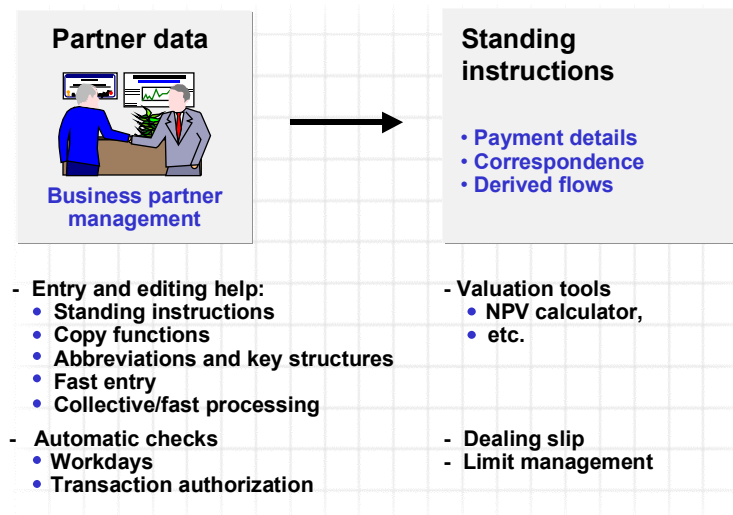 Partner data
Business partner
management
Standing
instructions
• Payment details
• Correspondence
• Derived flows
- Entry and editing help:
• Standing instructions
• Copy functions
• Abbreviations and key structures
• Fast entry
• Collective/fast processing
- Automatic checks
• Workdays
• Transaction authorization
- Valuation tools
• NPV calculator,
• etc.
- Dealing slip
- Limit management